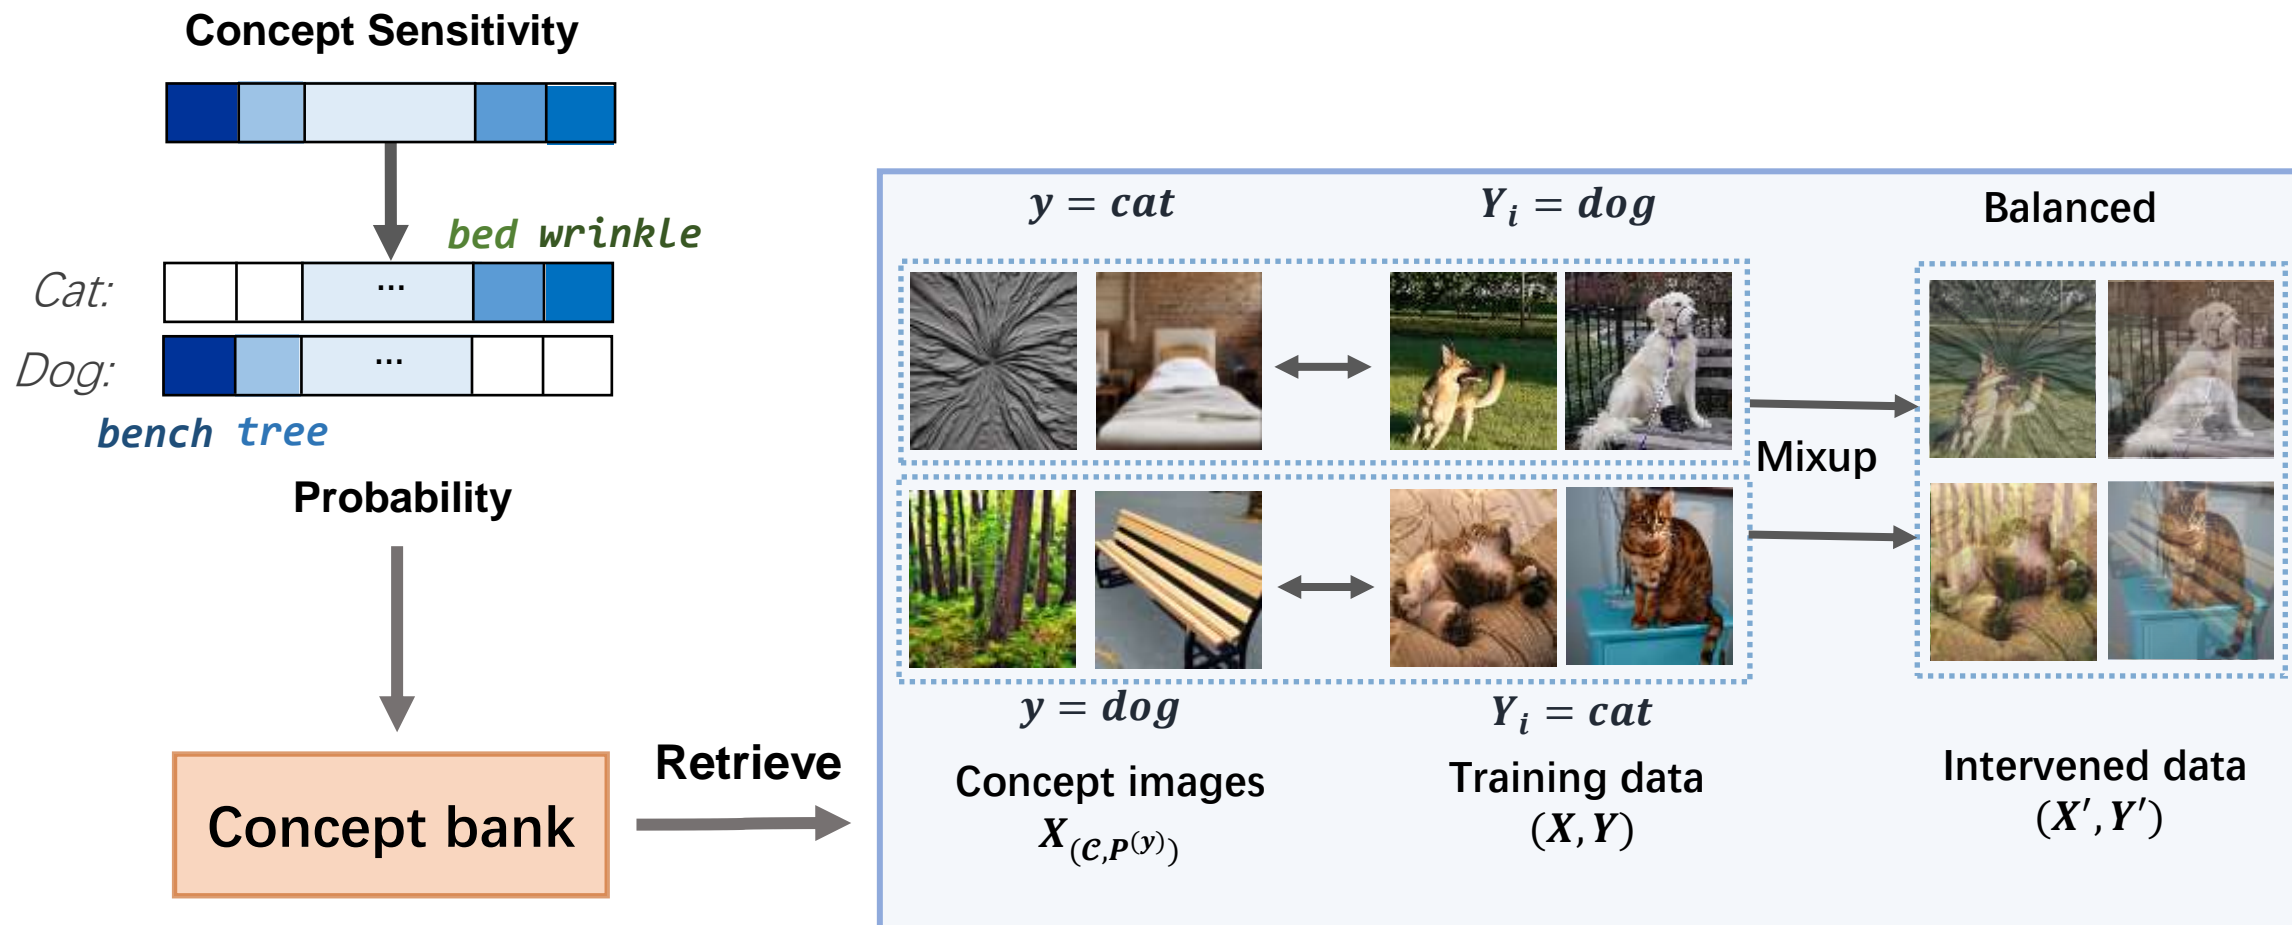 Concept Sensitivity
bed wrinkle
Cat:
...
Dog:
...
bench tree
Probability
Concept bank
Retrieve
y = cat
Y_i = dog
Balanced
Mixup
y = dog
Y_i = cat
Concept images
X_(C,P^(y))
Training data
(X, Y)
Intervened data
(X′, Y′)